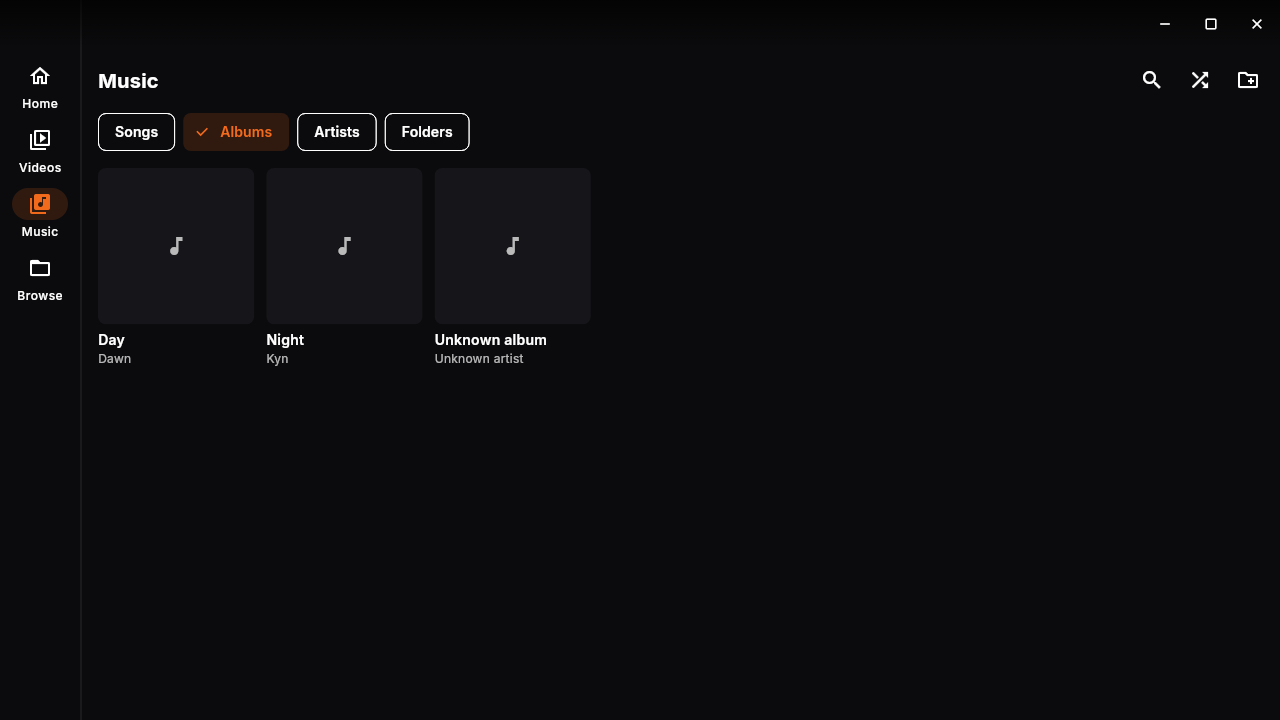 Home
Videos
Music
Browse
Music
Songs
Albums
Artists
Folders
Day
Dawn
Night
Kyn
Unknown album
Unknown artist